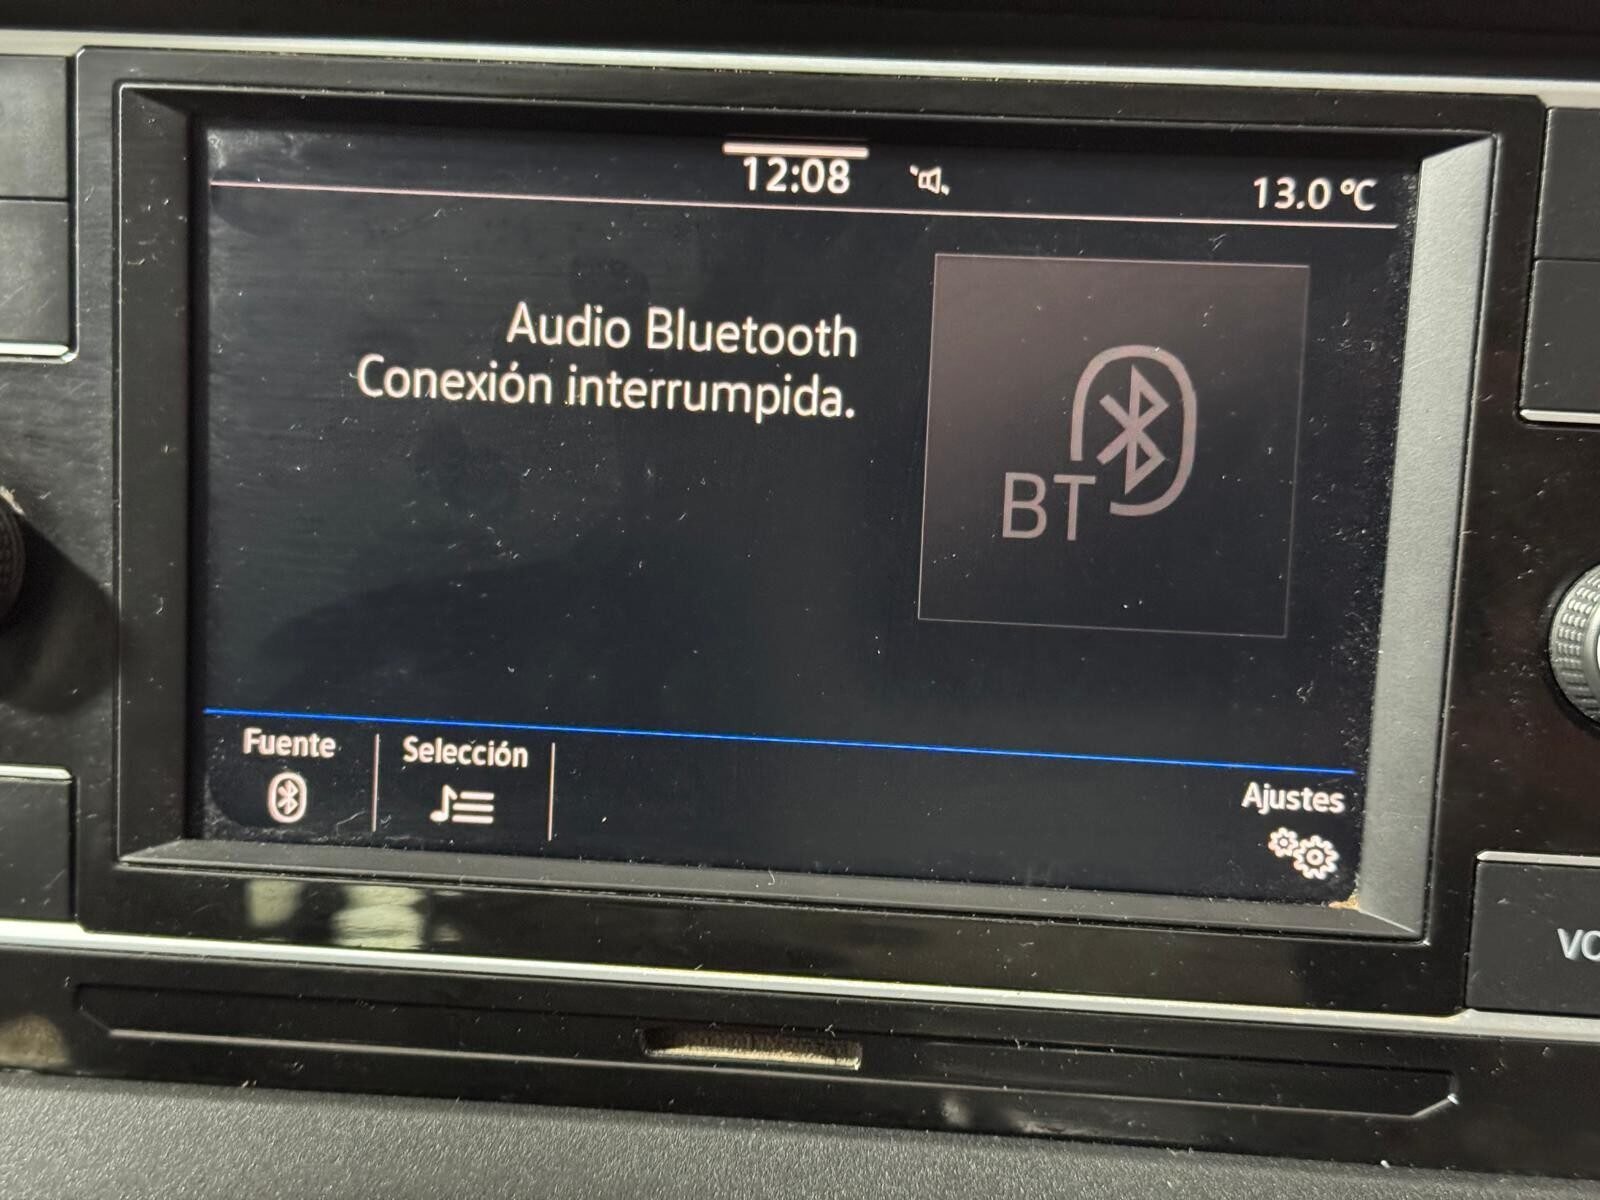 12:08
13.0 °C
Audio Bluetooth
Conexión interrumpida.
BT
Fuente
Selección
Ajustes